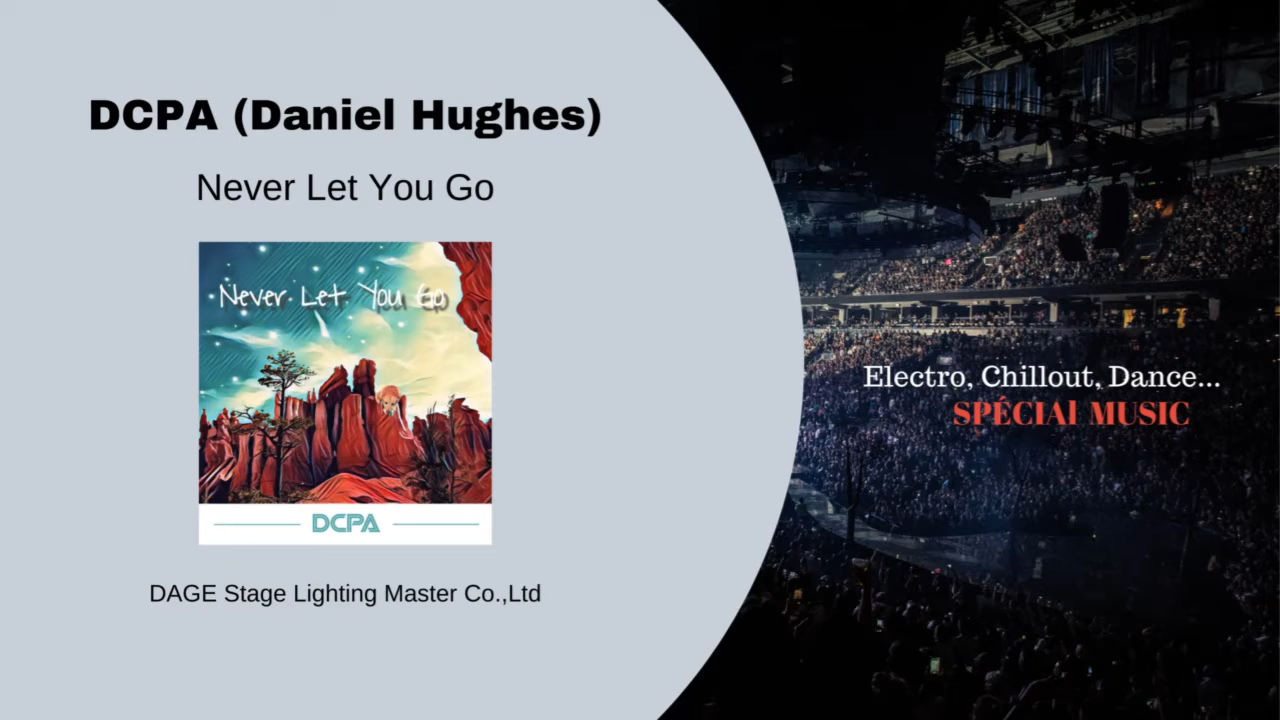 DCPA (Daniel Hughes)
Never Let You Go
Never Let You Go
DCPA
DAGE Stage Lighting Master Co.,Ltd
Electro, Chillout, Dance...
SPÉCIAl MUSIC